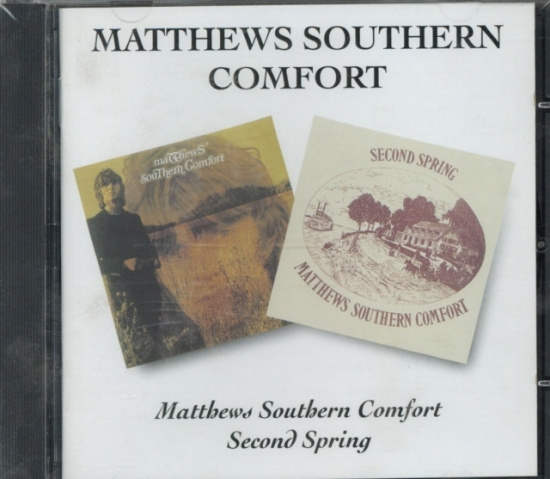 MATTHEWS SOUTHERN
COMFORT
maTThewS'
souTHern Comfort
SECOND SPRING
MATTHEWS SOUTHERN COMFORT
Matthews Southern Comfort
Second Spring